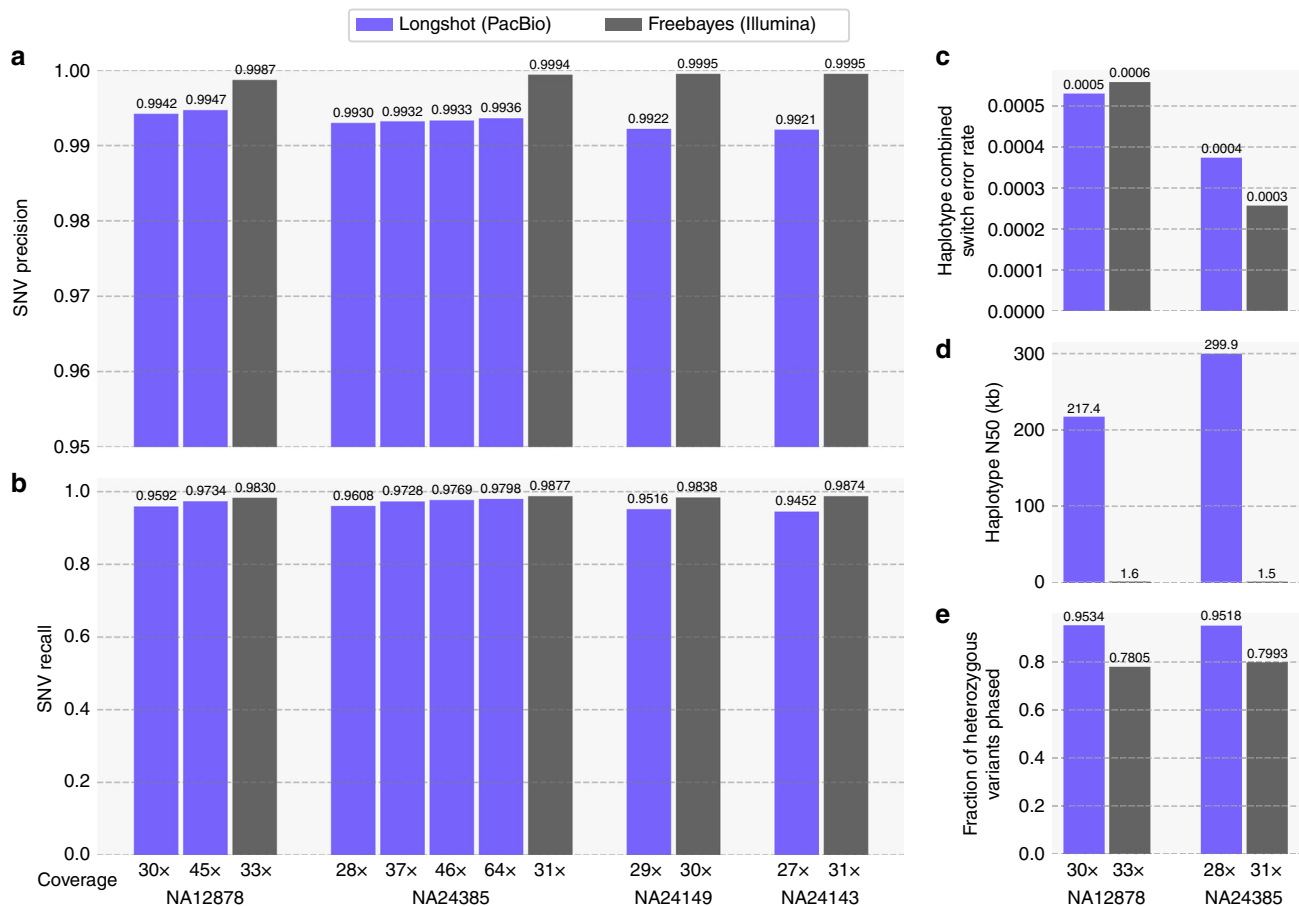 Longshot (PacBio) Freebayes (Illumina)
a
SNV precision
1.00
0.99
0.98
0.97
0.96
0.95
0.9942 0.9947 0.9987 0.9930 0.9932 0.9933 0.9936 0.9994 0.9922 0.9995 0.9921 0.9995
b
SNV recall
1.0
0.8
0.6
0.4
0.2
0.0
0.9592 0.9734 0.9830 0.9608 0.9728 0.9769 0.9798 0.9877 0.9516 0.9838 0.9452 0.9874
Coverage 30× 45× 33× 28× 37× 46× 64× 31× 29× 30× 27× 31×
NA12878 NA24385 NA24149 NA24143
c
Haplotype combined
switch error rate
0.0005
0.0004
0.0003
0.0002
0.0001
0.0000
0.0005 0.0006 0.0004 0.0003
d
Haplotype N50 (kb)
300
200
100
0
217.4 1.6 299.9 1.5
e
Fraction of heterozygous
variants phased
0.8
0.6
0.4
0.2
0.0
0.9534 0.7805 0.9518 0.7993
30× 33× 28× 31×
NA12878 NA24385